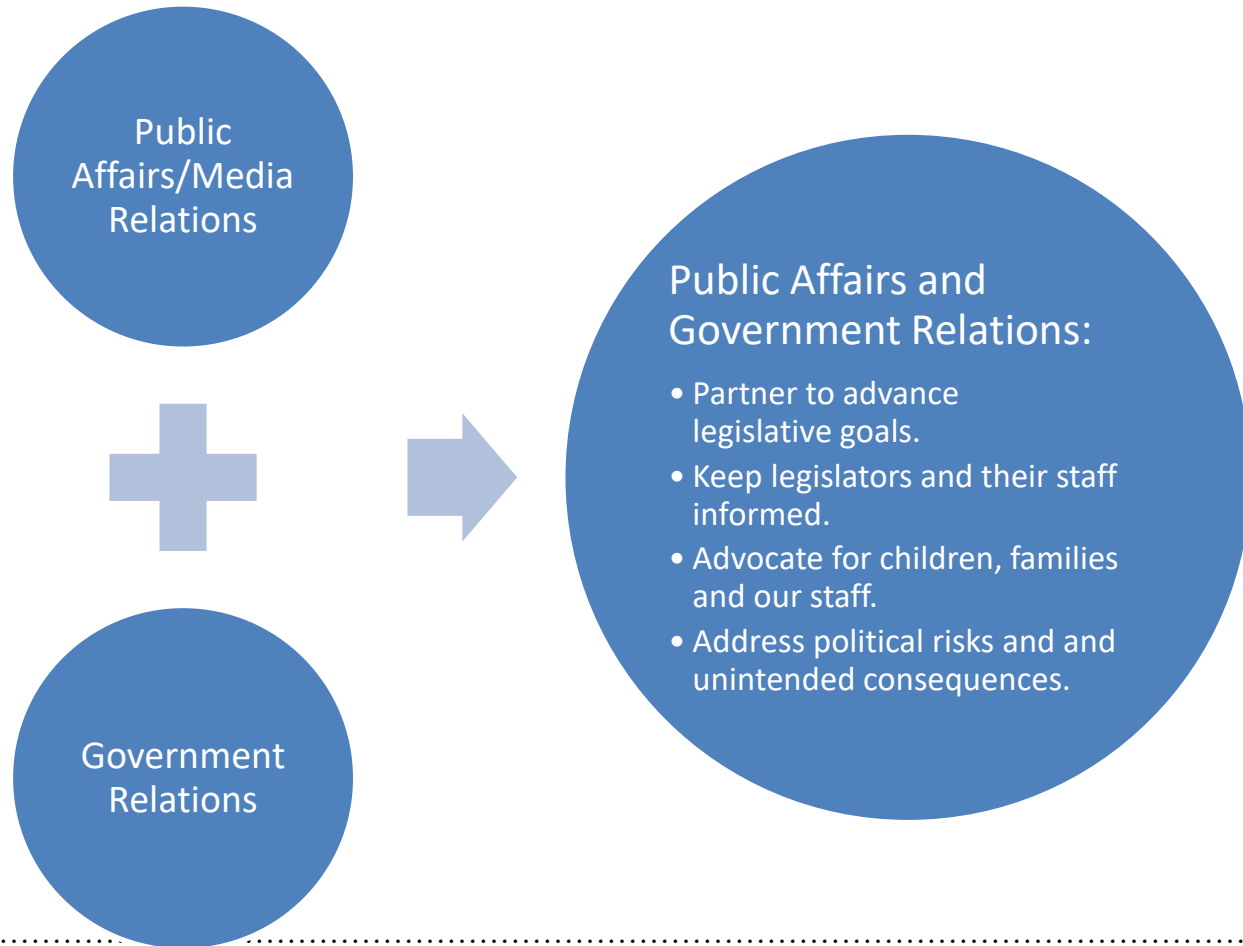 Public
Affairs/Media
Relations
Government
Relations
Public Affairs and
Government Relations:
• Partner to advance
legislative goals.
• Keep legislators and their staff
informed.
• Advocate for children, families
and our staff.
• Address political risks and and
unintended consequences.